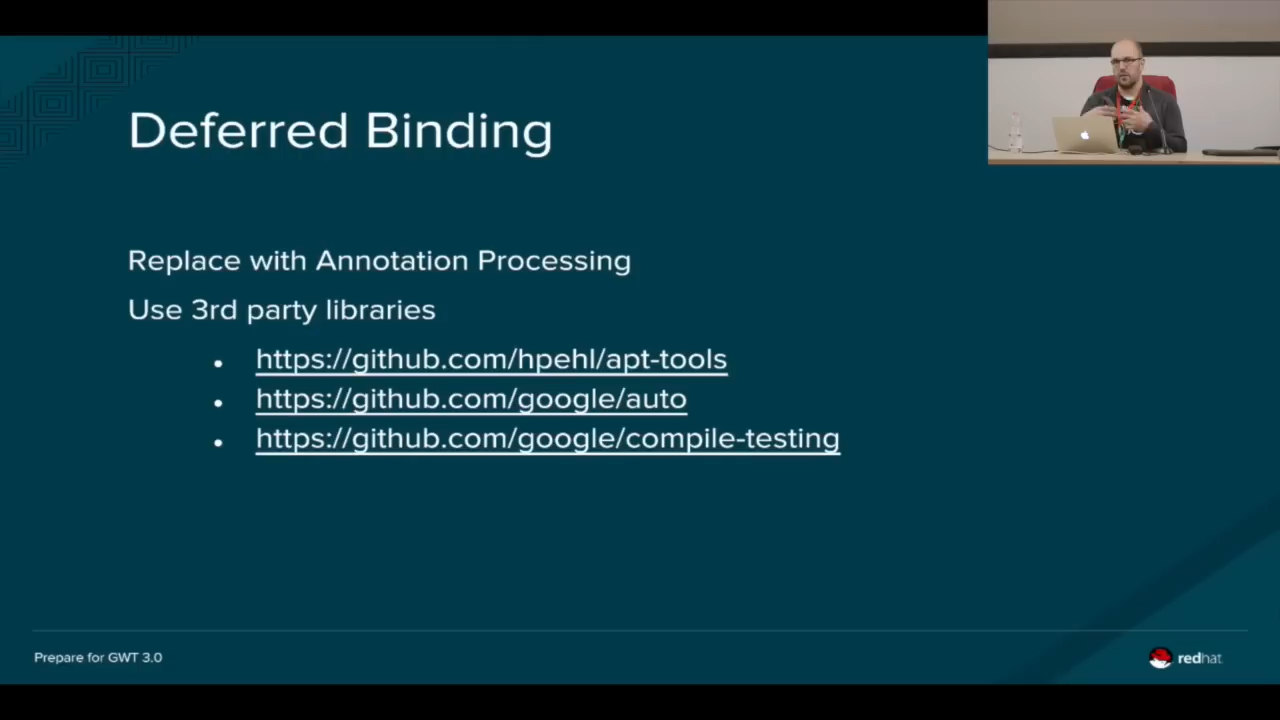 Deferred Binding
Replace with Annotation Processing
Use 3rd party libraries
https://github.com/hpehl/apt-tools
https://github.com/google/auto
https://github.com/google/compile-testing
Prepare for GWT 3.0
redhat